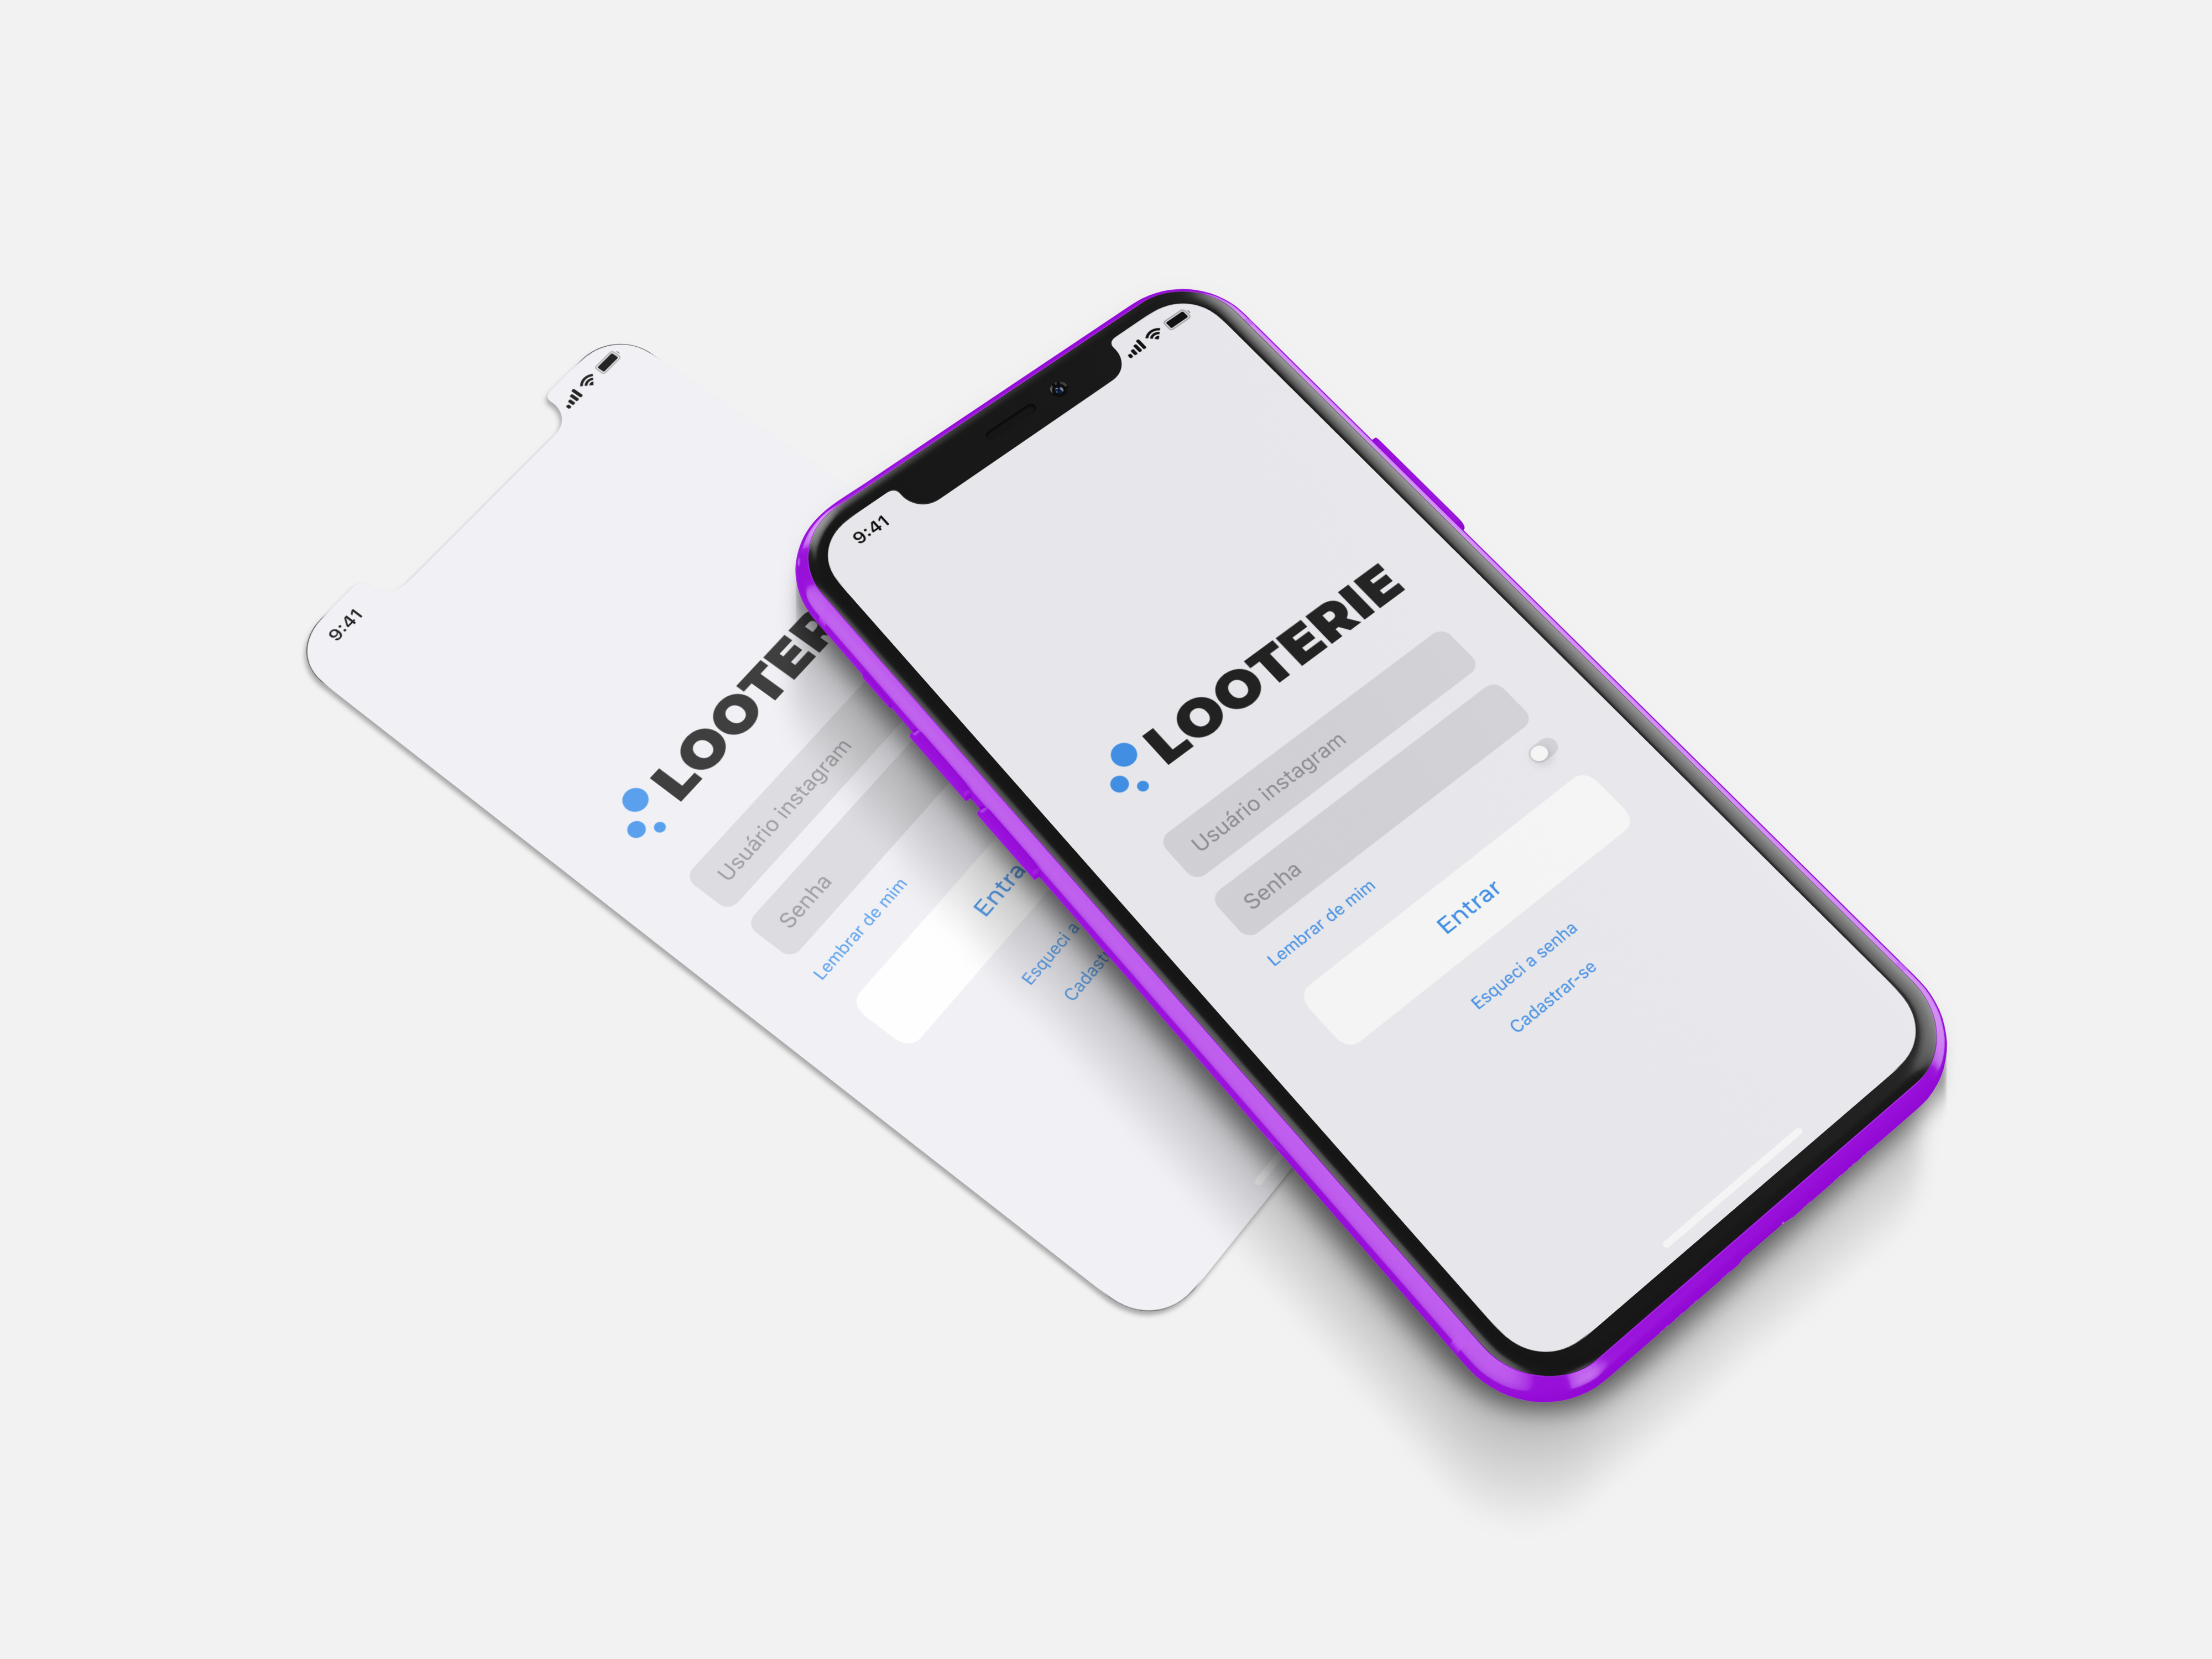 9:41
LOOTER
Usuário instagram
Senha
Lembrar de mim
Entra
Esqueci a
Cadast
9:41
LOOTERIE
Usuário instagram
Senha
Lembrar de mim
Entrar
Esqueci a senha
Cadastrar-se